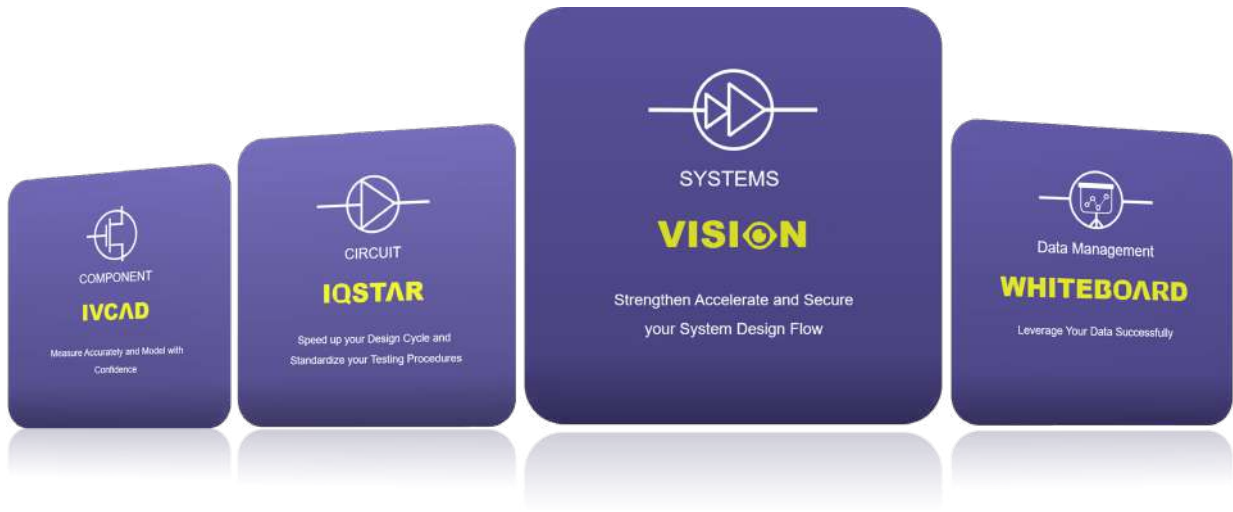 COMPONENT
IVCAD
Measure Accurately and Model with
Confidence
CIRCUIT
IQSTAR
Speed up your Design Cycle and
Standardize your Testing Procedures
SYSTEMS
VISION
Strengthen Accelerate and Secure
your System Design Flow
Data Management
WHITEBOARD
Leverage Your Data Successfully